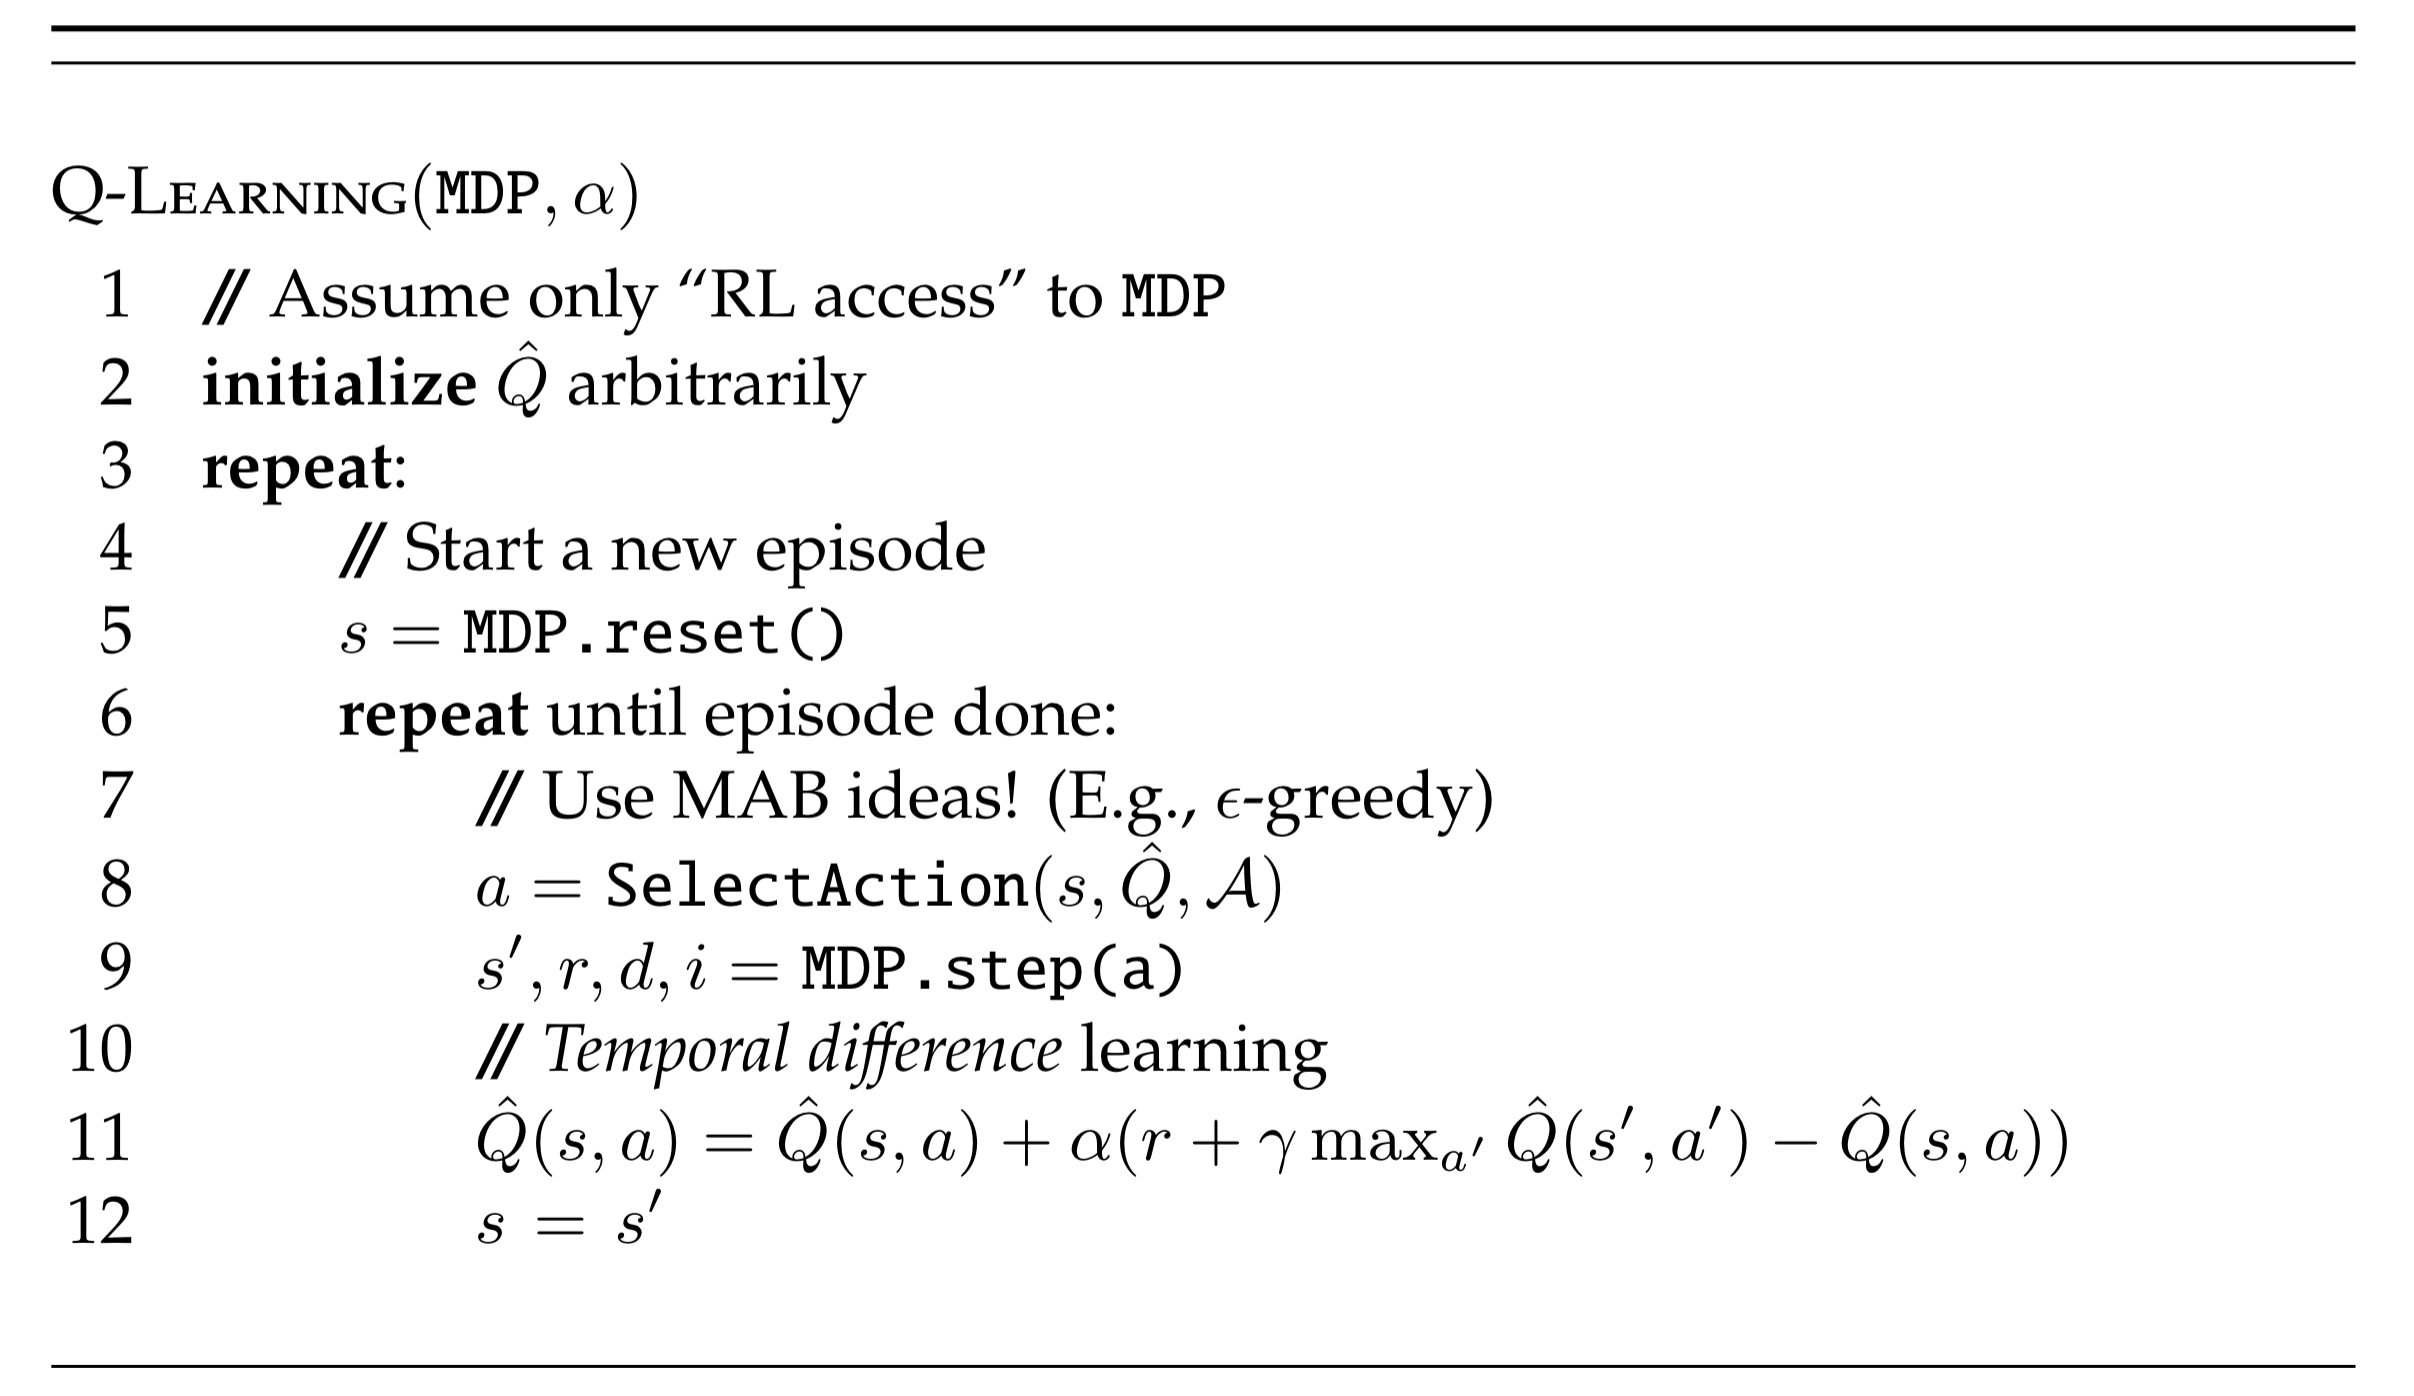 Q-Learning(MDP, α)
1 // Assume only “RL access” to MDP
2 initialize Q̂ arbitrarily
3 repeat:
4 // Start a new episode
5 s = MDP.reset()
6 repeat until episode done:
7 // Use MAB ideas! (E.g., ϵ-greedy)
8 a = SelectAction(s, Q̂, 𝒜)
9 s′, r, d, i = MDP.step(a)
10 // Temporal difference learning
11 Q̂(s, a) = Q̂(s, a) + α(r + γ maxₐ′ Q̂(s′, a′) − Q̂(s, a))
12 s = s′